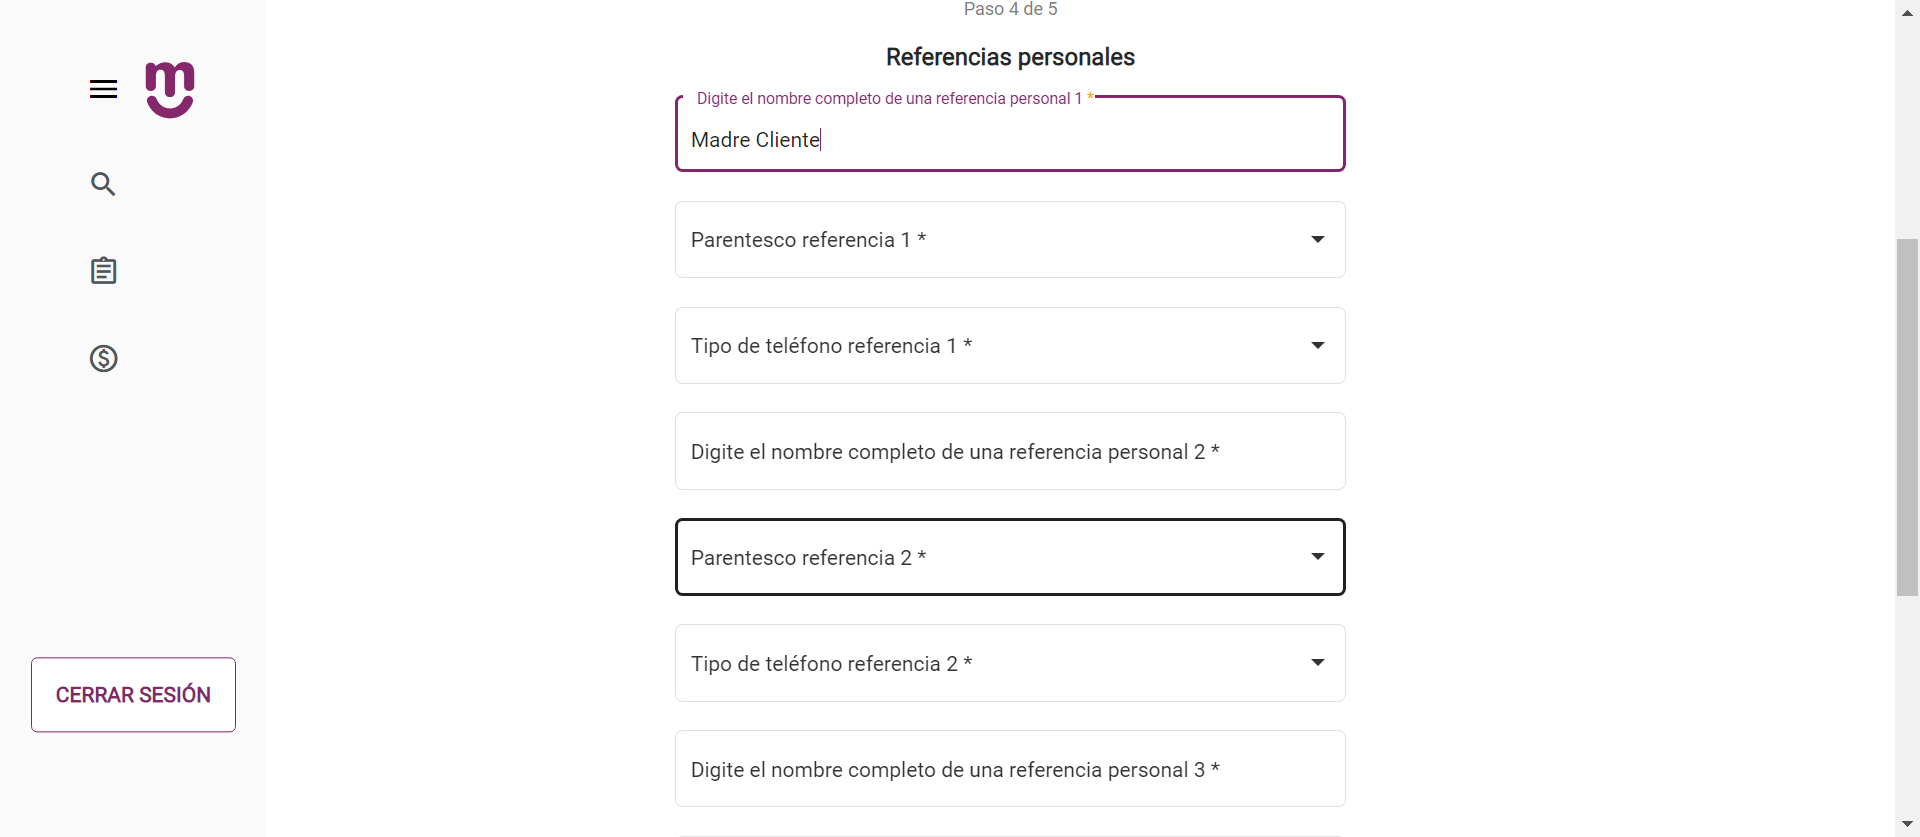 Paso 4 de 5
Referencias personales
Digite el nombre completo de una referencia personal 1 *
Madre Cliente
Parentesco referencia 1 *
Tipo de teléfono referencia 1 *
Digite el nombre completo de una referencia personal 2 *
Parentesco referencia 2 *
Tipo de teléfono referencia 2 *
Digite el nombre completo de una referencia personal 3 *
CERRAR SESIÓN